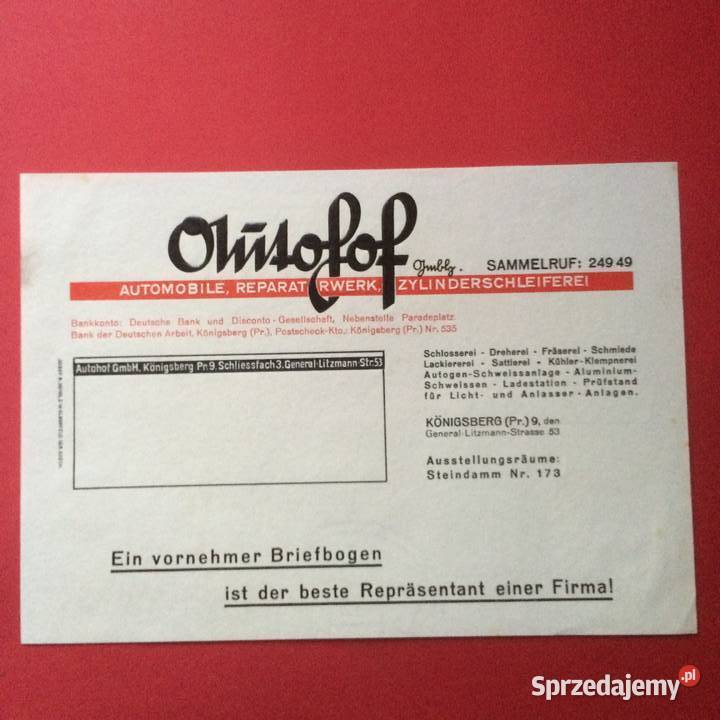 Autohof GmbH.
SAMMELRUF: 249 49
AUTOMOBILE, REPARATURWERK, ZYLINDERSCHLEIFEREI
Bankkonto: Deutsche Bank und Disconto-Gesellschaft, Nebenstelle Paradeplatz.
Bank der Deutschen Arbeit, Königsberg (Pr.), Postscheck-Kto.: Königsberg (Pr.) Nr. 535
Autohof GmbH, Königsberg Pr. 9, Schliessfach 3. General-Litzmann-Str. 53
Schlosserei - Dreherei - Fräserei - Schmiede
Lackiererei - Sattlerei - Kühler-Klempnerei
Autogen-Schweissanlage - Aluminium-
Schweissen - Ladestation - Prüfstand
für Licht- und Anlasser-Anlagen.
KÖNIGSBERG (Pr.) 9, den
General-Litzmann-Strasse 53
Ausstellungsräume:
Steindamm Nr. 173
Ein vornehmer Briefbogen
ist der beste Repräsentant einer Firma!
Sprzedajemy.pl